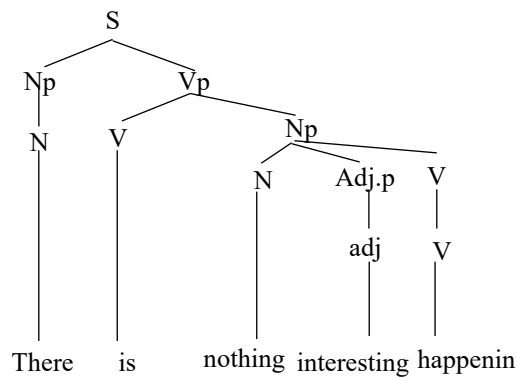 S
Np Vp
N V Np
N Adj.p V
adj V
There is nothing interesting happenin